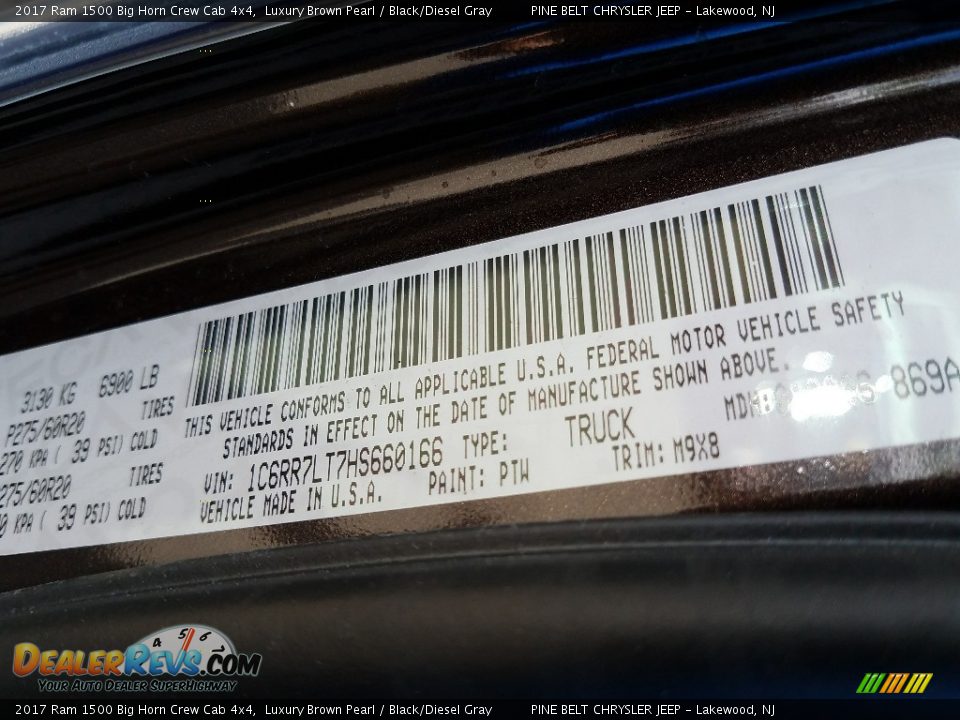 2017 Ram 1500 Big Horn Crew Cab 4x4, Luxury Brown Pearl / Black/Diesel Gray PINE BELT CHRYSLER JEEP - Lakewood, NJ
3130 KG 6900 LB
P275/60R20 TIRES
270 KPA ( 39 PSI) COLD
275/60R20 TIRES
0 KPA ( 39 PSI) COLD
THIS VEHICLE CONFORMS TO ALL APPLICABLE U.S.A. FEDERAL MOTOR VEHICLE SAFETY
STANDARDS IN EFFECT ON THE DATE OF MANUFACTURE SHOWN ABOVE.
VIN: 1C6RR7LT7HS660166 TYPE: TRUCK MDH: 869A
VEHICLE MADE IN U.S.A. PAINT: PTW TRIM: M9X8
4 5 6
DEALERREVS.COM
Your Auto Dealer SuperHighway
2017 Ram 1500 Big Horn Crew Cab 4x4, Luxury Brown Pearl / Black/Diesel Gray PINE BELT CHRYSLER JEEP - Lakewood, NJ